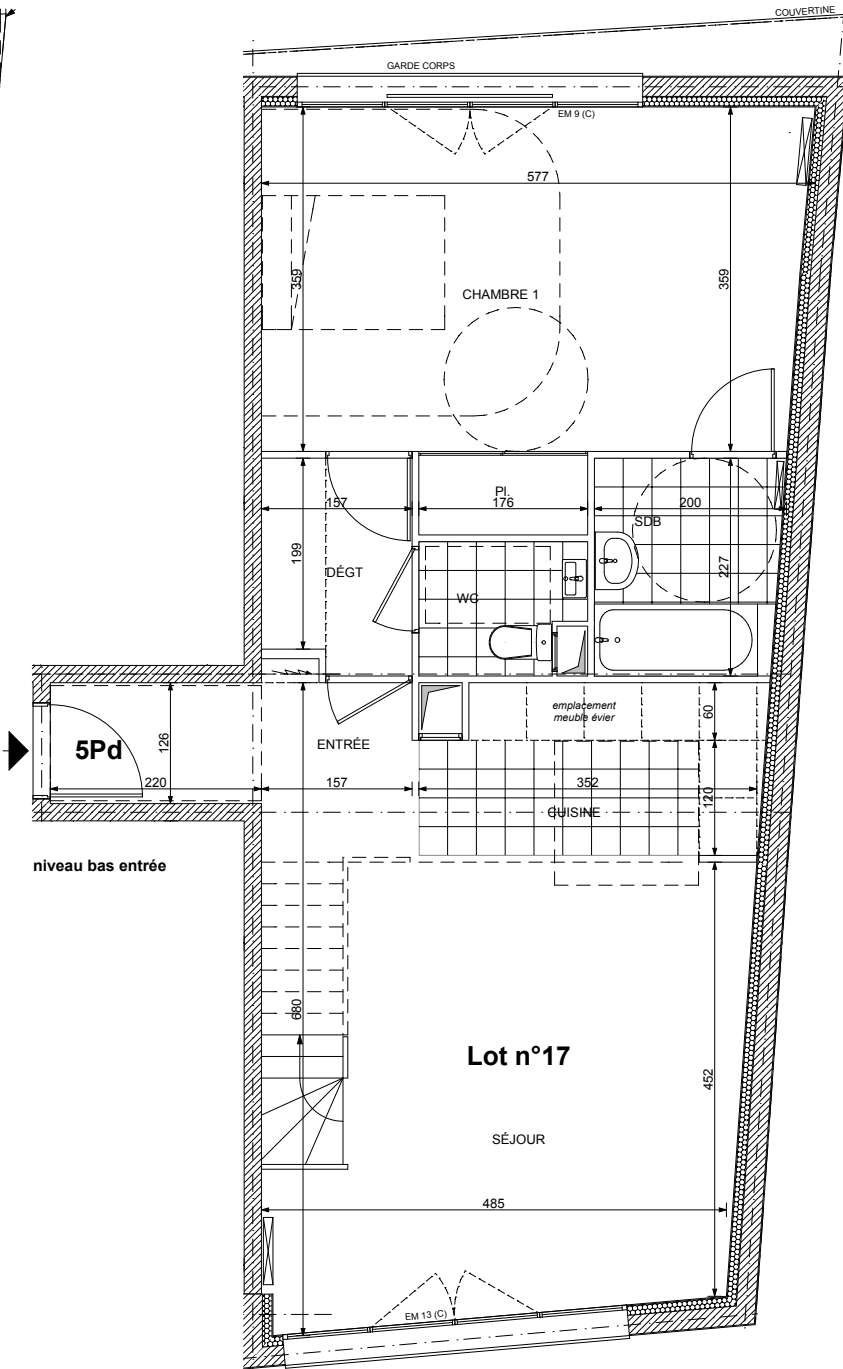 COUVERTINE
GARDE CORPS
EM 9 (C)
577
359
359
CHAMBRE 1
Pl.
157
176
200
SDB
199
227
DÉGT
WC
emplacement
meuble évier
60
5Pd
126
ENTRÉE
220
157
352
120
CUISINE
niveau bas entrée
680
Lot n°17
452
SÉJOUR
485
EM 13 (C)